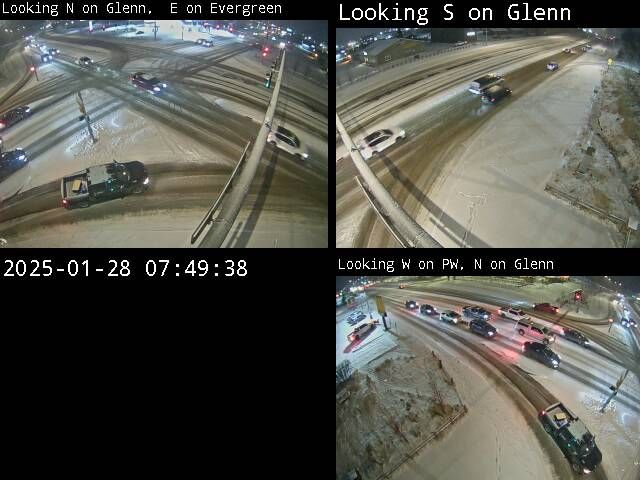 Looking N on Glenn,  E on Evergreen
Looking S on Glenn
2025-01-28 07:49:38
Looking W on PW, N on Glenn